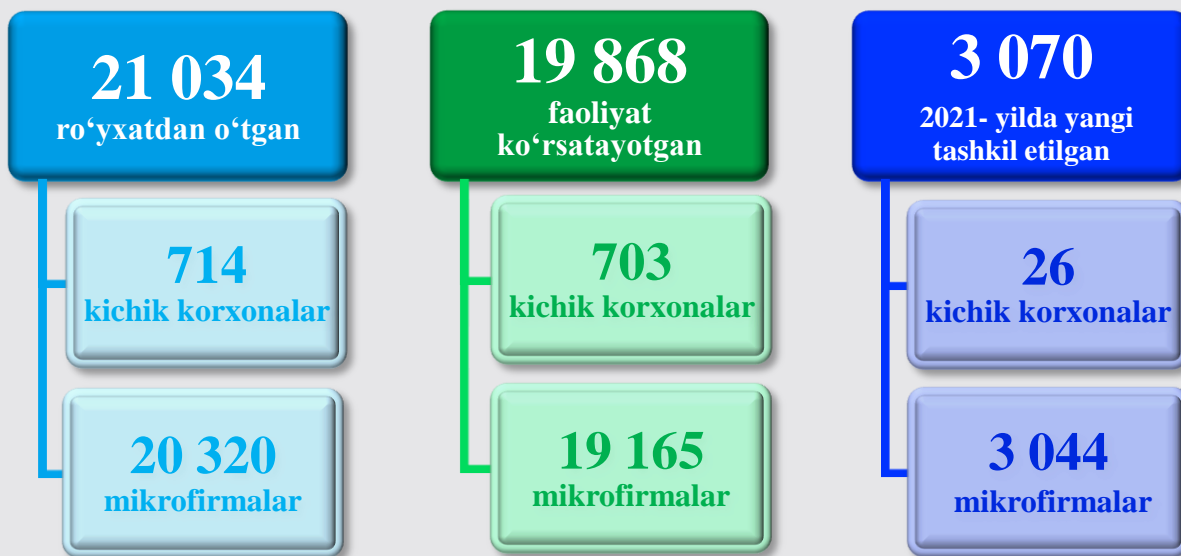 21 034
ro‘yxatdan o‘tgan
714
kichik korxonalar
20 320
mikrofirmalar
19 868
faoliyat
ko‘rsatayotgan
703
kichik korxonalar
19 165
mikrofirmalar
3 070
2021- yilda yangi
tashkil etilgan
26
kichik korxonalar
3 044
mikrofirmalar